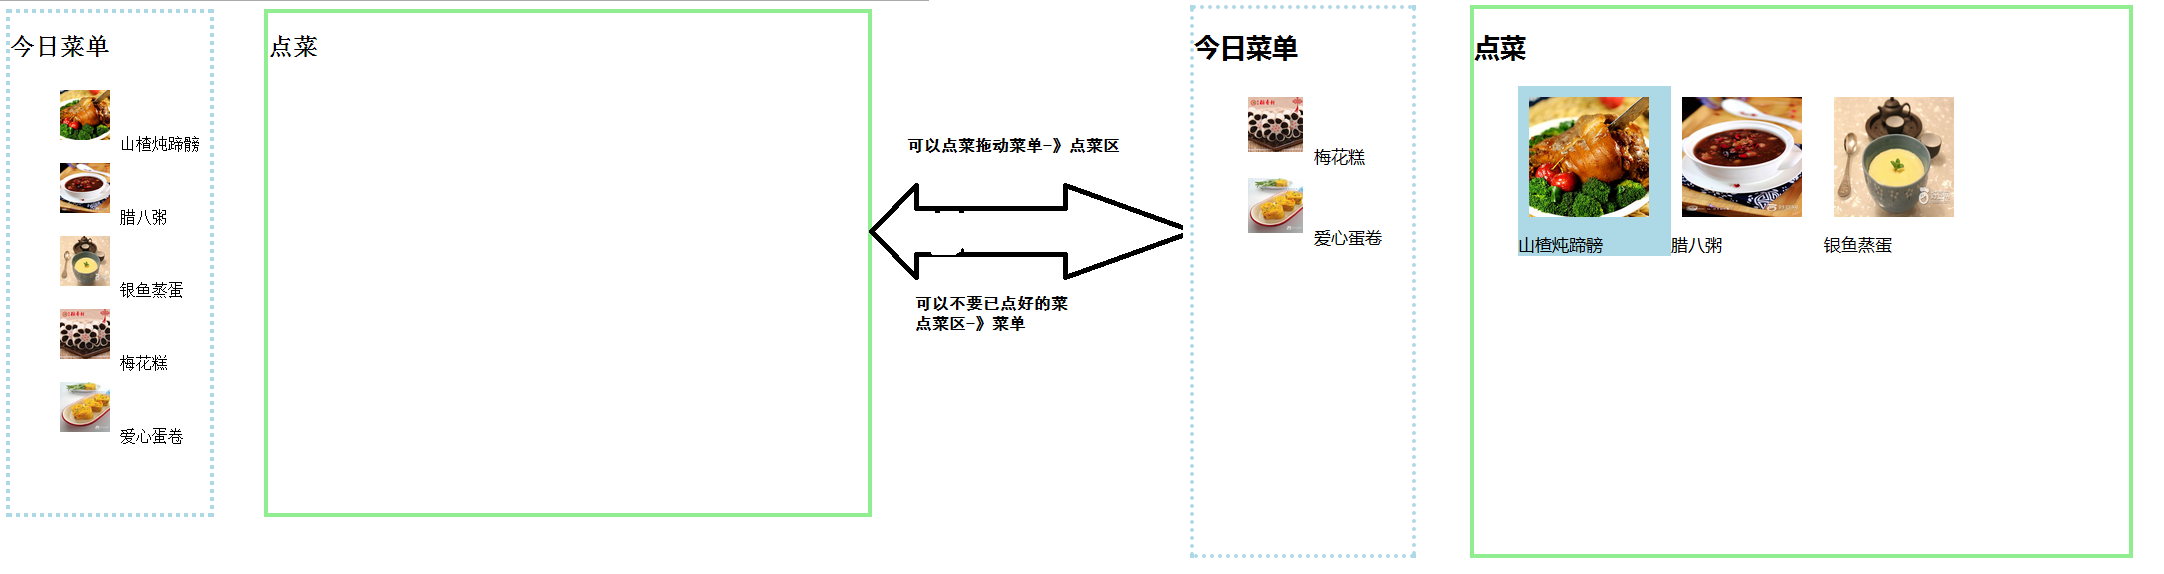 今日菜单
山楂炖蹄髈
腊八粥
银鱼蒸蛋
梅花糕
爱心蛋卷
点菜
可以点菜拖动菜单-》点菜区
可以不要已点好的菜
点菜区-》菜单
今日菜单
梅花糕
爱心蛋卷
点菜
山楂炖蹄髈
腊八粥
银鱼蒸蛋